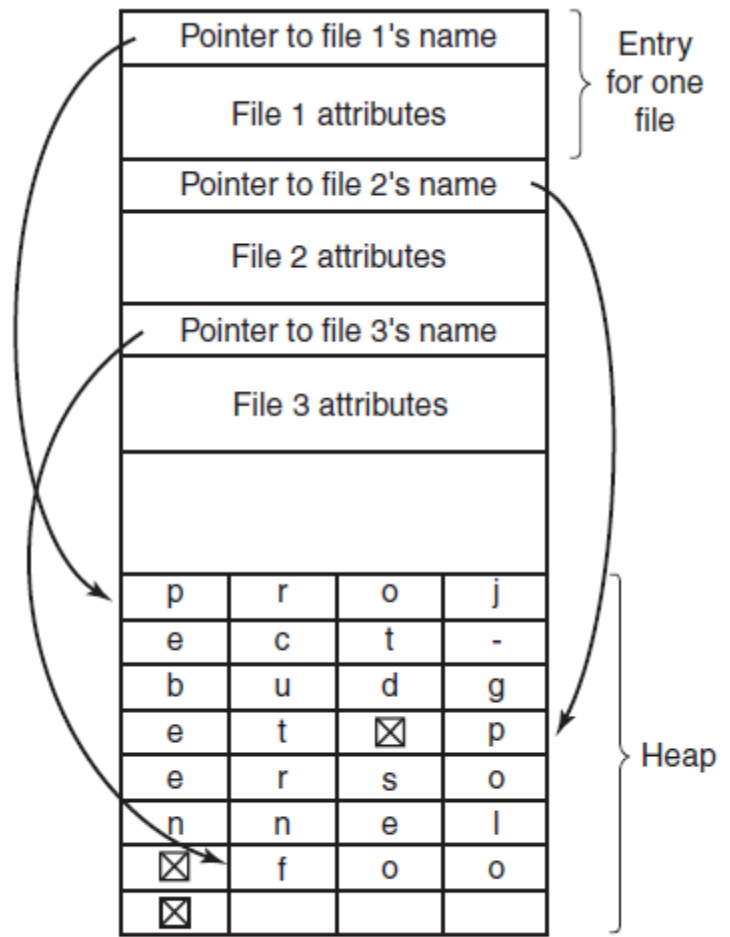 Pointer to file 1's name
Entry
for one
file
File 1 attributes
Pointer to file 2's name
File 2 attributes
Pointer to file 3's name
File 3 attributes
p r o j
e c t -
b u d g
e t ☒ p
e r s o
n n e l
☒ f o o
☒
Heap